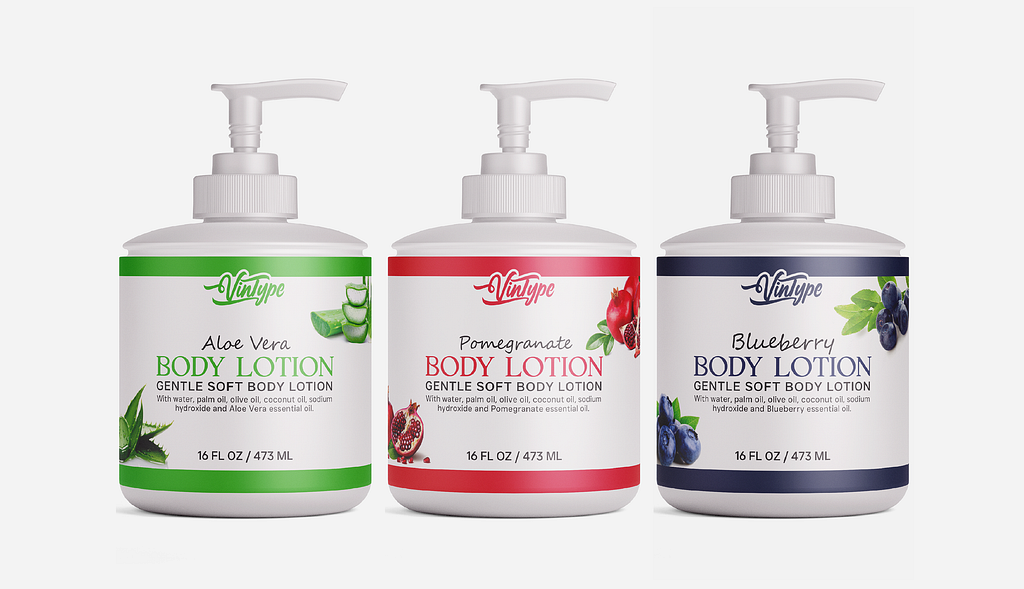 VinType
Aloe Vera
BODY LOTION
GENTLE SOFT BODY LOTION
With water, palm oil, olive oil, coconut oil, sodium
hydroxide and Aloe Vera essential oil.
16 FL OZ / 473 ML
VinType
Pomegranate
BODY LOTION
GENTLE SOFT BODY LOTION
With water, palm oil, olive oil, coconut oil, sodium
hydroxide and Pomegranate essential oil.
16 FL OZ / 473 ML
VinType
Blueberry
BODY LOTION
GENTLE SOFT BODY LOTION
With water, palm oil, olive oil, coconut oil, sodium
hydroxide and Blueberry essential oil.
16 FL OZ / 473 ML